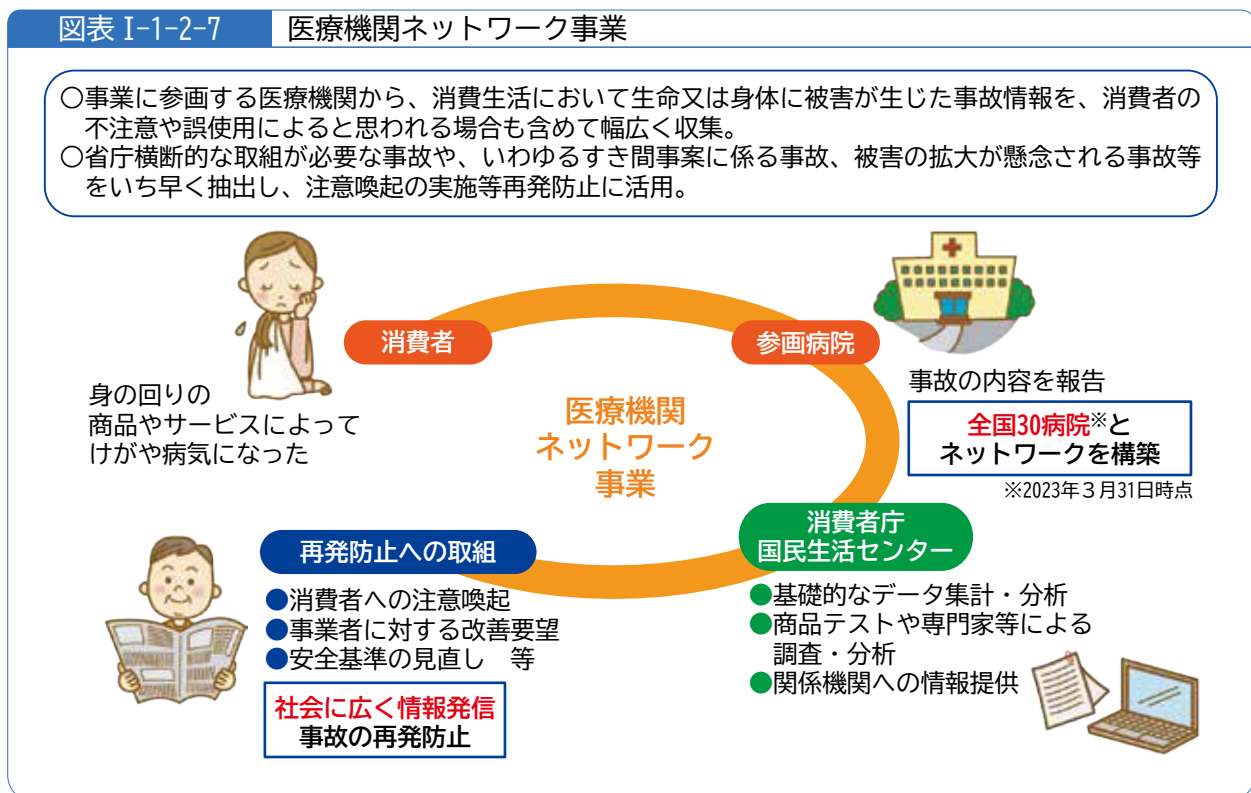 図表Ⅰ-1-2-7 医療機関ネットワーク事業
○事業に参画する医療機関から、消費生活において生命又は身体に被害が生じた事故情報を、消費者の
不注意や誤使用によると思われる場合も含めて幅広く収集。
○省庁横断的な取組が必要な事故や、いわゆるすき間事案に係る事故、被害の拡大が懸念される事故等
をいち早く抽出し、注意喚起の実施等再発防止に活用。
消費者
身の回りの
商品やサービスによって
けがや病気になった
参画病院
事故の内容を報告
全国30病院※と
ネットワークを構築
※2023年3月31日時点
医療機関
ネットワーク
事業
消費者庁
国民生活センター
●基礎的なデータ集計・分析
●商品テストや専門家等による
調査・分析
●関係機関への情報提供
再発防止への取組
●消費者への注意喚起
●事業者に対する改善要望
●安全基準の見直し　等
社会に広く情報発信
事故の再発防止